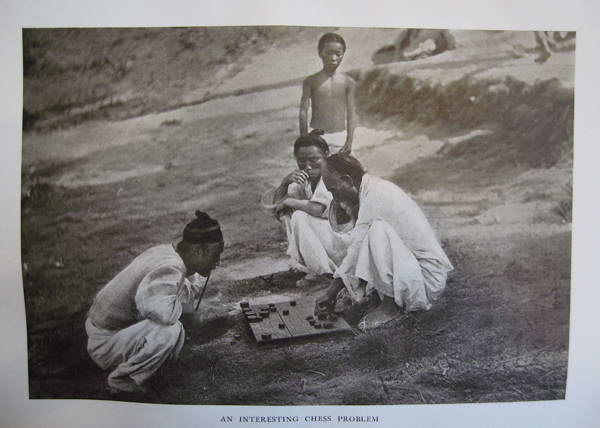 AN INTERESTING CHESS PROBLEM